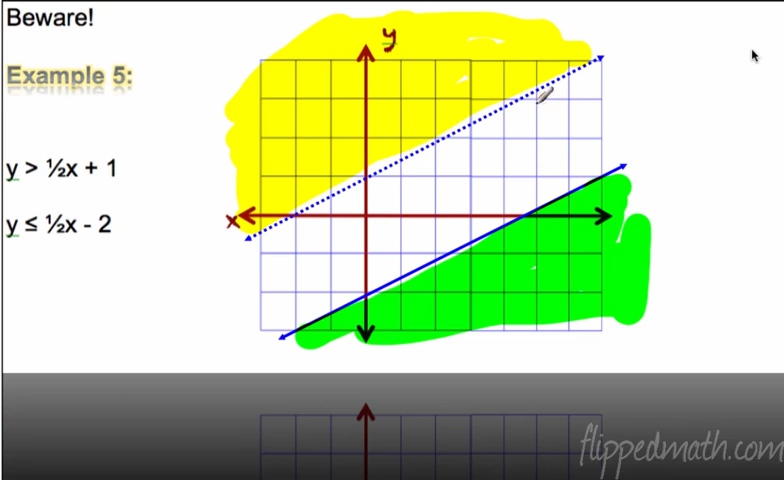 Beware!
y
Example 5:
y > ½x + 1
x
y ≤ ½x - 2
flippedmath.com